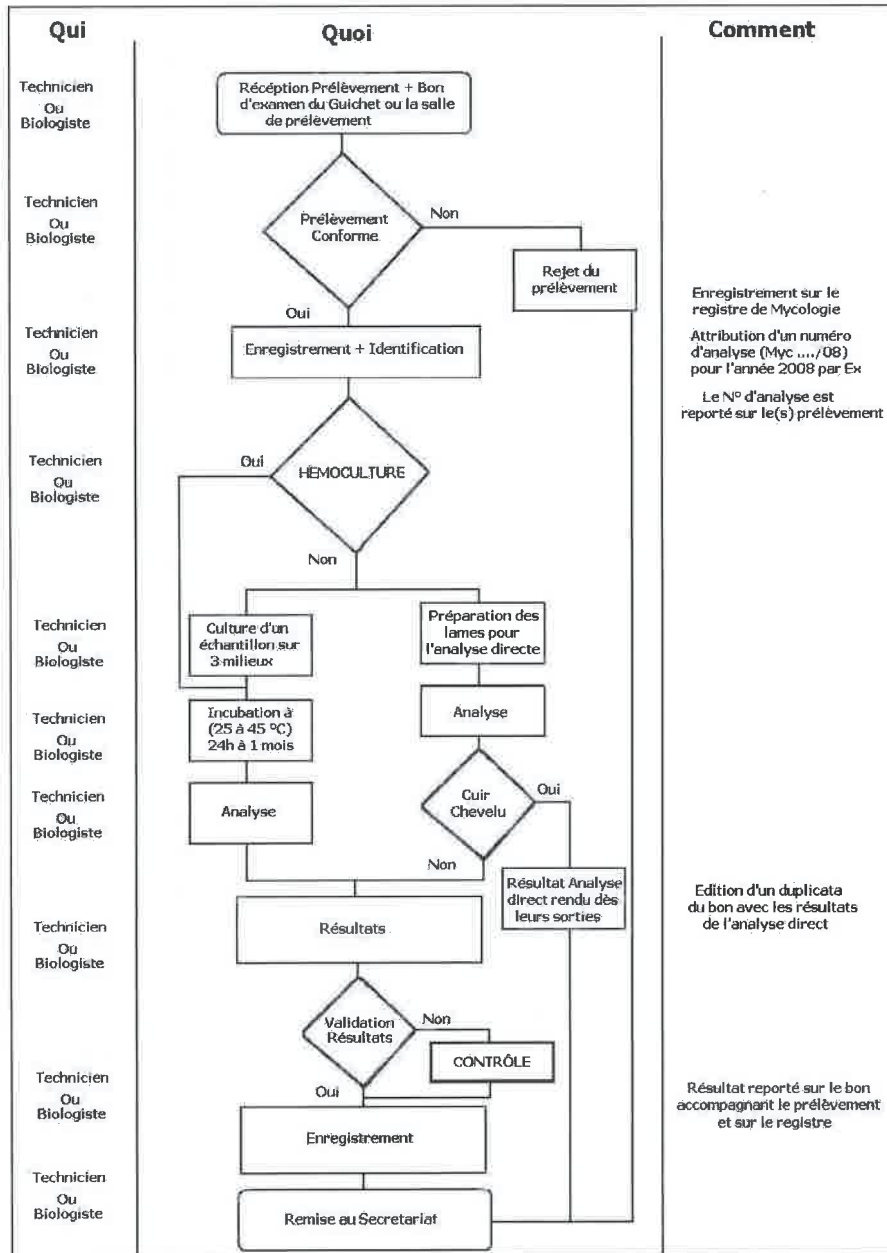 Qui
Quoi
Comment
Technicien
Ou
Biologiste
Récéption Prélèvement + Bon
d'examen du Guichet ou la salle
de prélèvement
Technicien
Ou
Biologiste
Prélèvement
Conforme
Non
Rejet du
prélèvement
Oui
Enregistrement sur le
registre de Mycologie
Attribution d'un numéro
d'analyse (Myc ..../08)
pour l'année 2008 par Ex
Le N° d'analyse est
reporté sur le(s) prélèvement
Technicien
Ou
Biologiste
Enregistrement + Identification
Technicien
Ou
Biologiste
Oui
HEMOCULTURE
Non
Technicien
Ou
Biologiste
Culture d'un
échantillon sur
3 milieux
Préparation des
lames pour
l'analyse directe
Technicien
Ou
Biologiste
Incubation à
(25 à 45 °C)
24h à 1 mois
Analyse
Technicien
Ou
Biologiste
Analyse
Cuir
Chevelu
Oui
Non
Résultat Analyse
direct rendu dès
leurs sorties
Edition d'un duplicata
du bon avec les résultats
de l'analyse direct
Technicien
Ou
Biologiste
Résultats
Validation
Résultats
Non
CONTRÔLE
Oui
Technicien
Ou
Biologiste
Enregistrement
Résultat reporté sur le bon
accompagnant le prélèvement
et sur le registre
Technicien
Ou
Biologiste
Remise au Secretariat